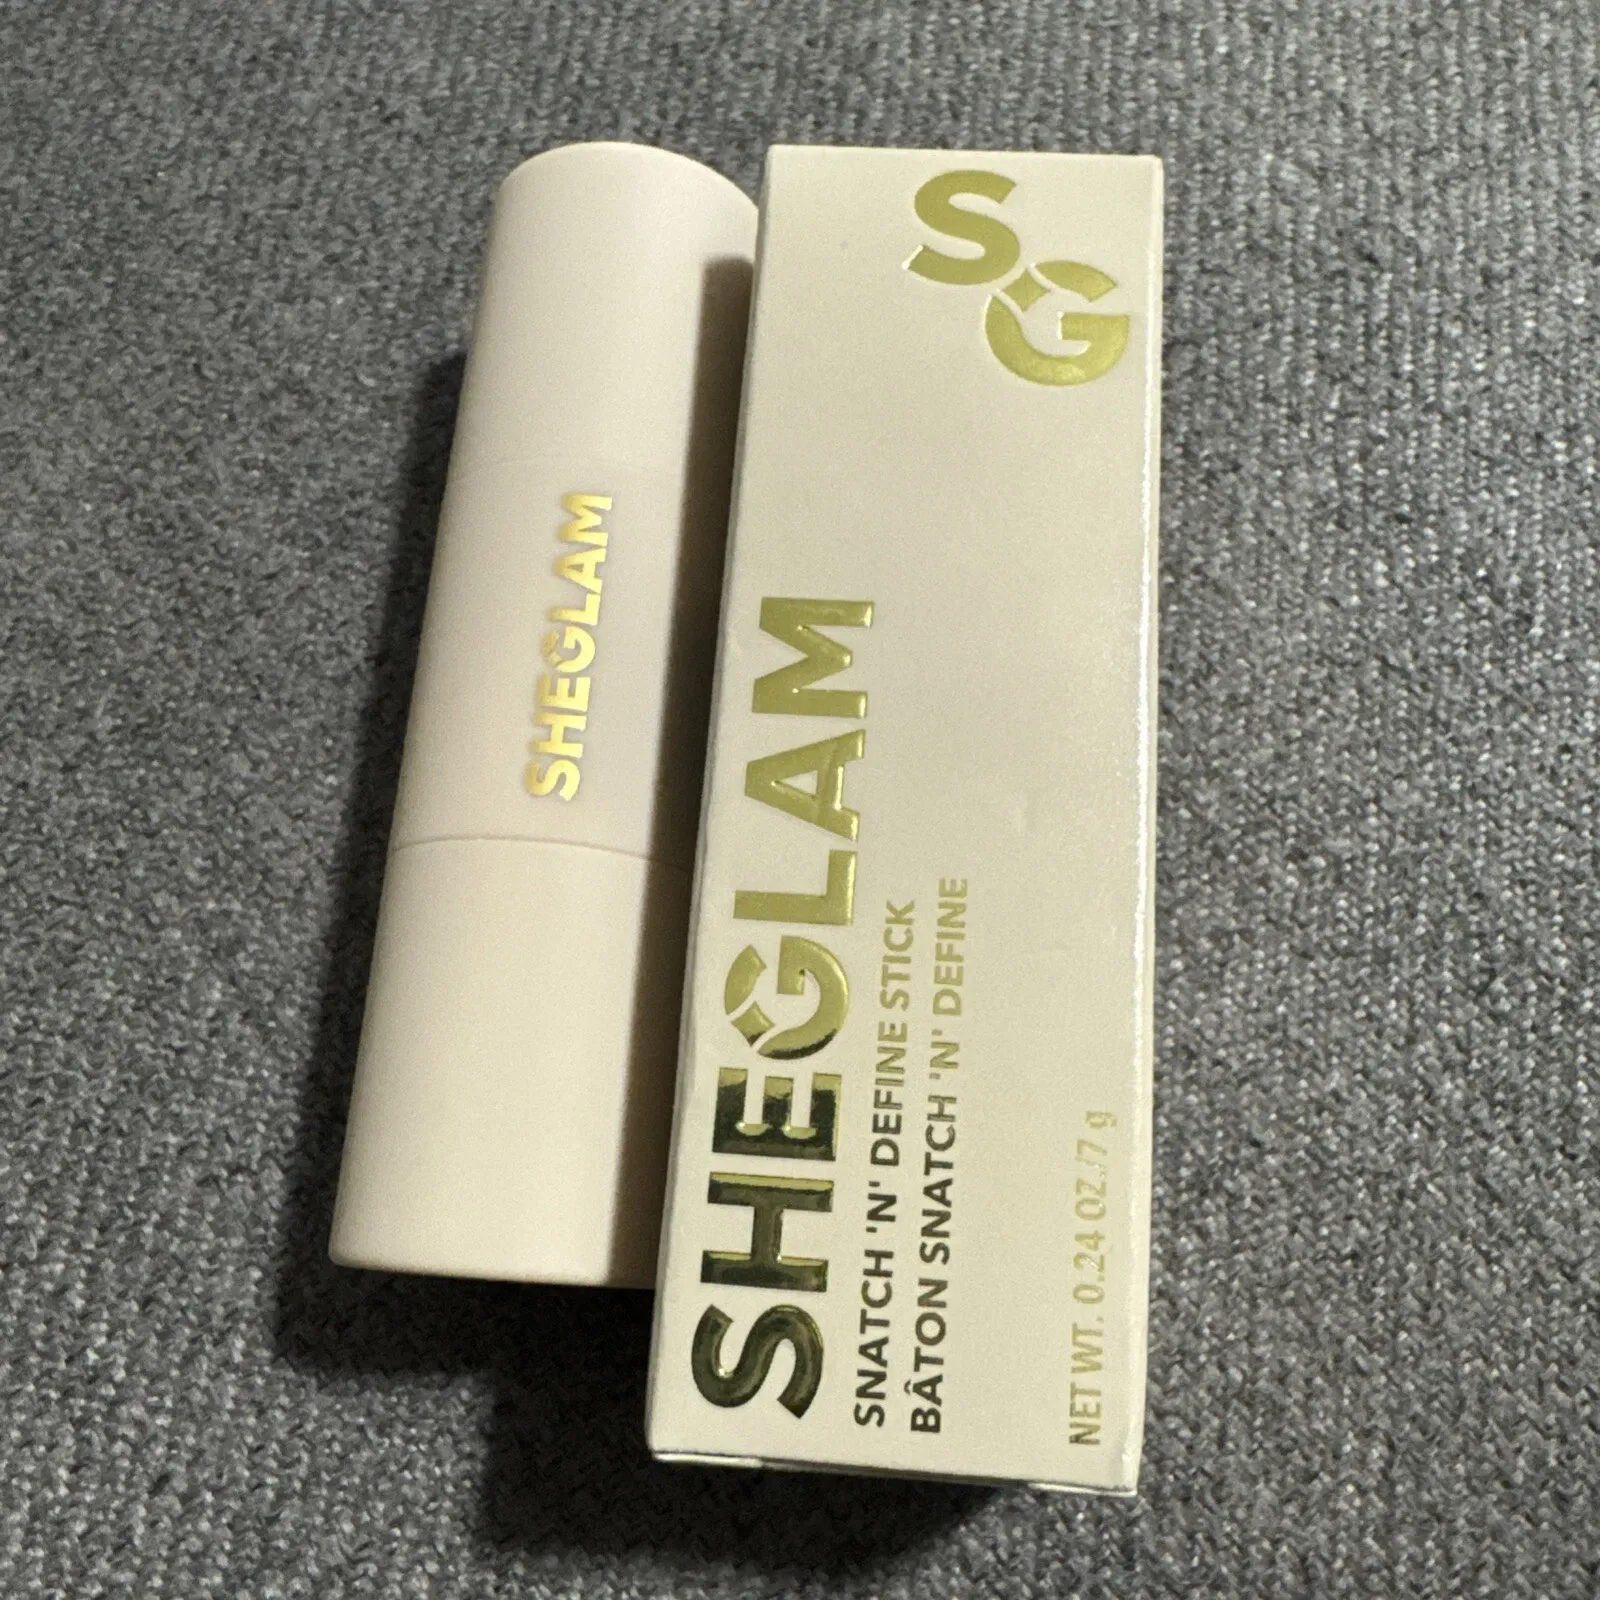 SHEGLAM
SG
SHEGLAM
SNATCH 'N' DEFINE STICK
BÂTON SNATCH 'N' DEFINE
NET WT. 0.24 OZ./7 g